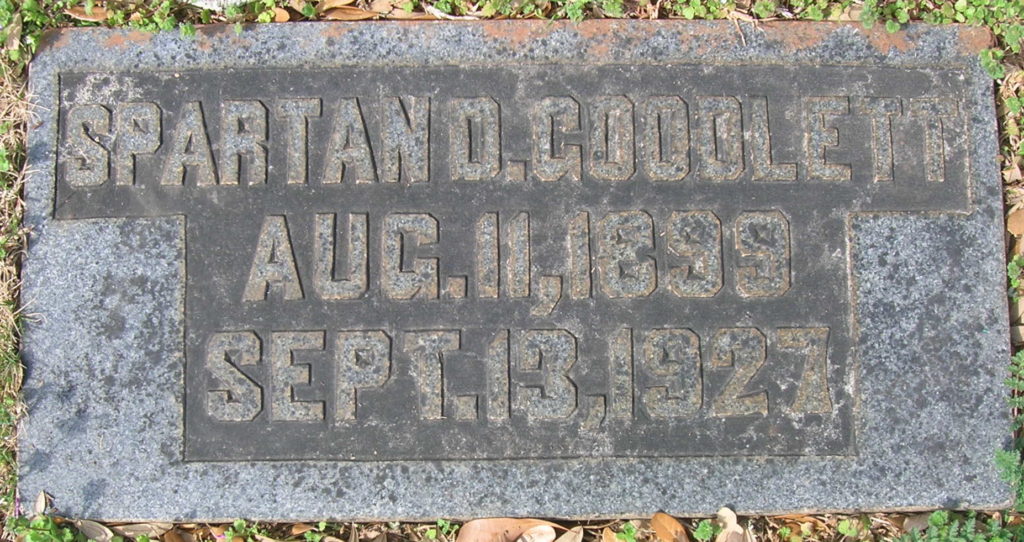 SPARTAN D. GOODLETT
AUG. 11, 1899
SEPT. 13, 1927